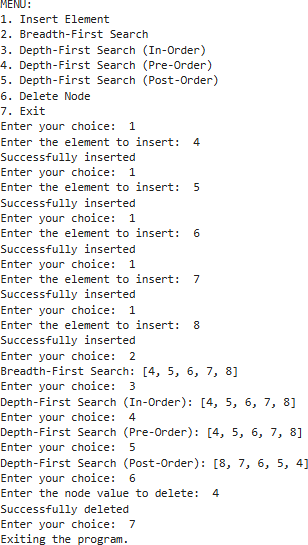 MENU:
1. Insert Element
2. Breadth-First Search
3. Depth-First Search (In-Order)
4. Depth-First Search (Pre-Order)
5. Depth-First Search (Post-Order)
6. Delete Node
7. Exit
Enter your choice:  1
Enter the element to insert:  4
Successfully inserted
Enter your choice:  1
Enter the element to insert:  5
Successfully inserted
Enter your choice:  1
Enter the element to insert:  6
Successfully inserted
Enter your choice:  1
Enter the element to insert:  7
Successfully inserted
Enter your choice:  1
Enter the element to insert:  8
Successfully inserted
Enter your choice:  2
Breadth-First Search: [4, 5, 6, 7, 8]
Enter your choice:  3
Depth-First Search (In-Order): [4, 5, 6, 7, 8]
Enter your choice:  4
Depth-First Search (Pre-Order): [4, 5, 6, 7, 8]
Enter your choice:  5
Depth-First Search (Post-Order): [8, 7, 6, 5, 4]
Enter your choice:  6
Enter the node value to delete:  4
Successfully deleted
Enter your choice:  7
Exiting the program.